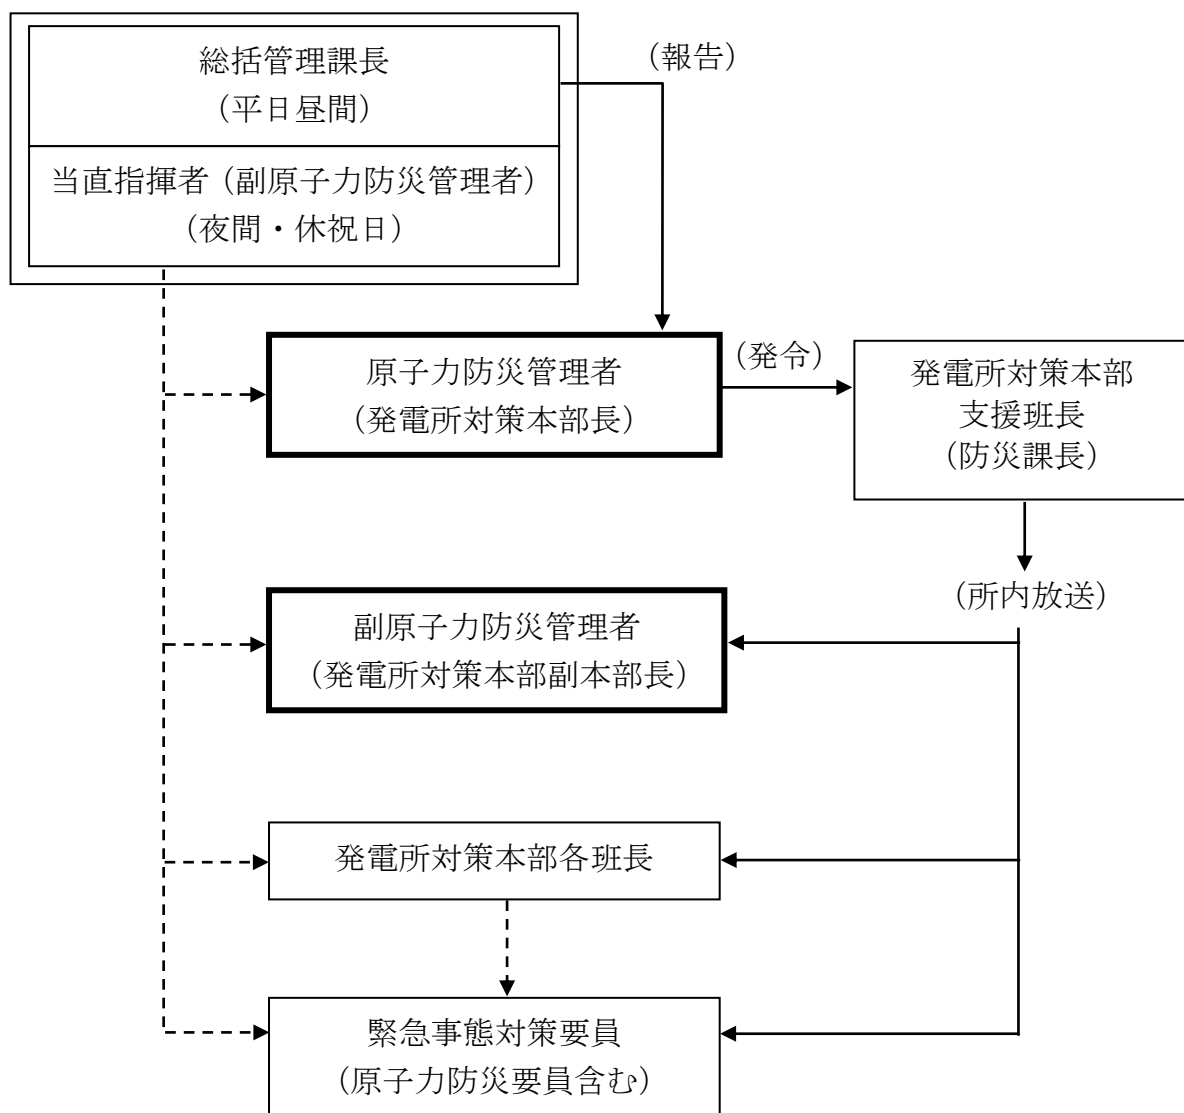 総括管理課長
（平日昼間）
（報告）
当直指揮者（副原子力防災管理者）
（夜間・休祝日）
原子力防災管理者
（発電所対策本部長）
（発令）
発電所対策本部
支援班長
（防災課長）
（所内放送）
副原子力防災管理者
（発電所対策本部副本部長）
発電所対策本部各班長
緊急事態対策要員
（原子力防災要員含む）